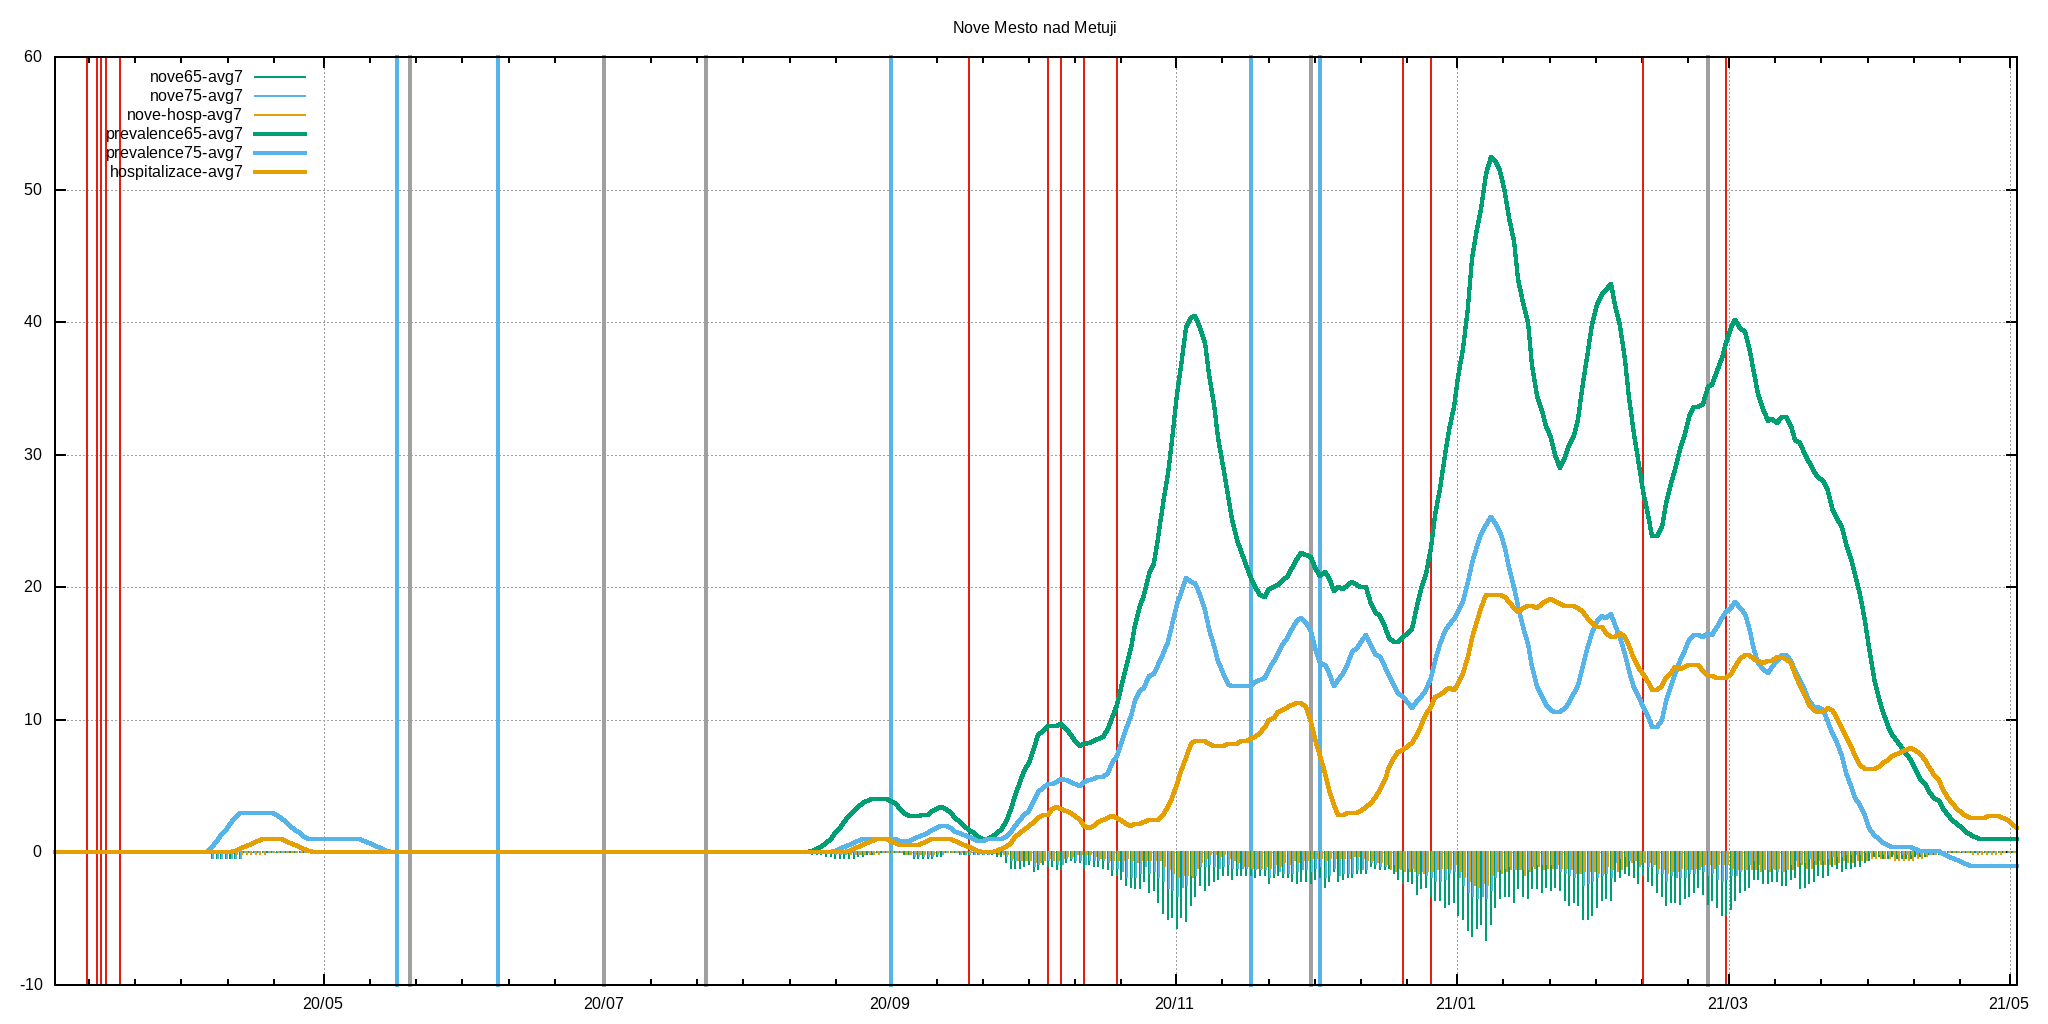 Nove Mesto nad Metuji
60
50
40
30
20
10
0
-10
nove65-avg7
nove75-avg7
nove-hosp-avg7
prevalence65-avg7
prevalence75-avg7
hospitalizace-avg7
20/05 20/07 20/09 20/11 21/01 21/03 21/05